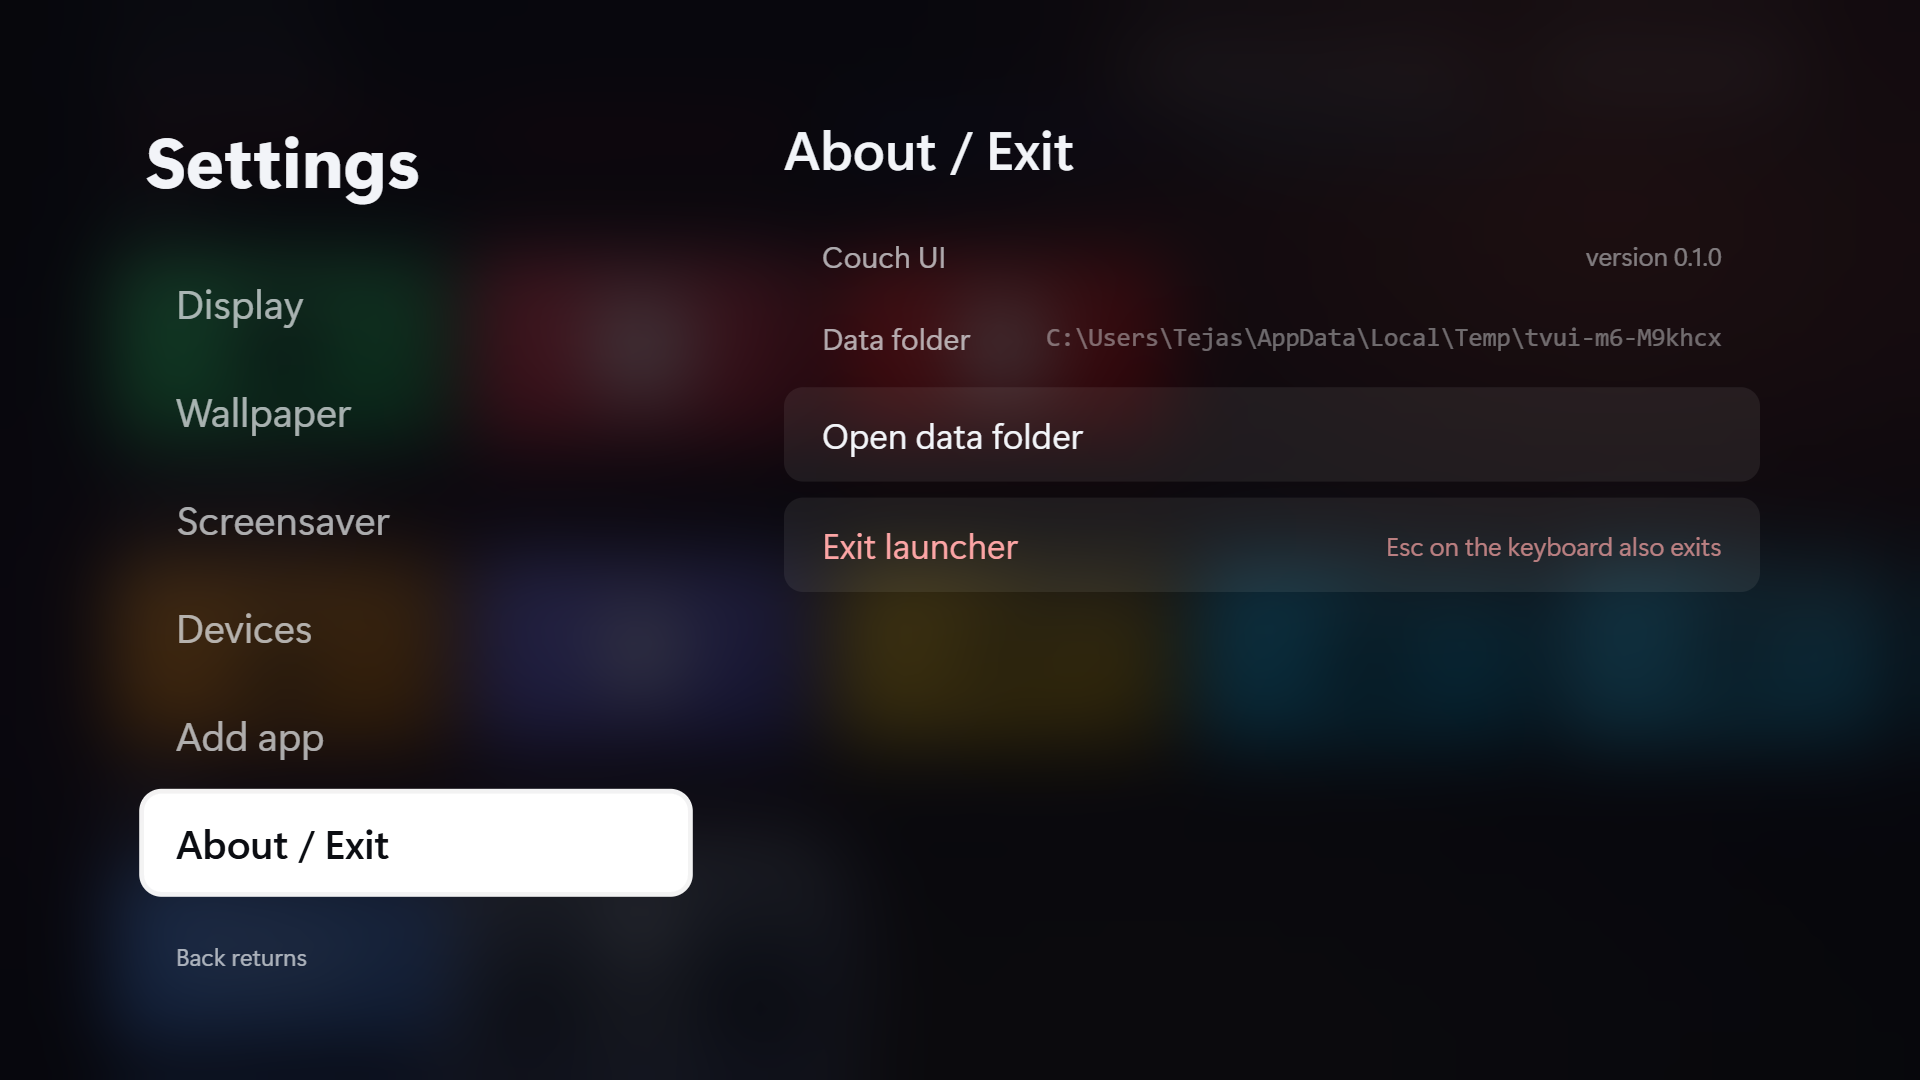 Settings
Display
Wallpaper
Screensaver
Devices
Add app
About / Exit
Back returns
About / Exit
Couch UI version 0.1.0
Data folder C:\Users\Tejas\AppData\Local\Temp\tvui-m6-M9khcx
Open data folder
Exit launcher Esc on the keyboard also exits